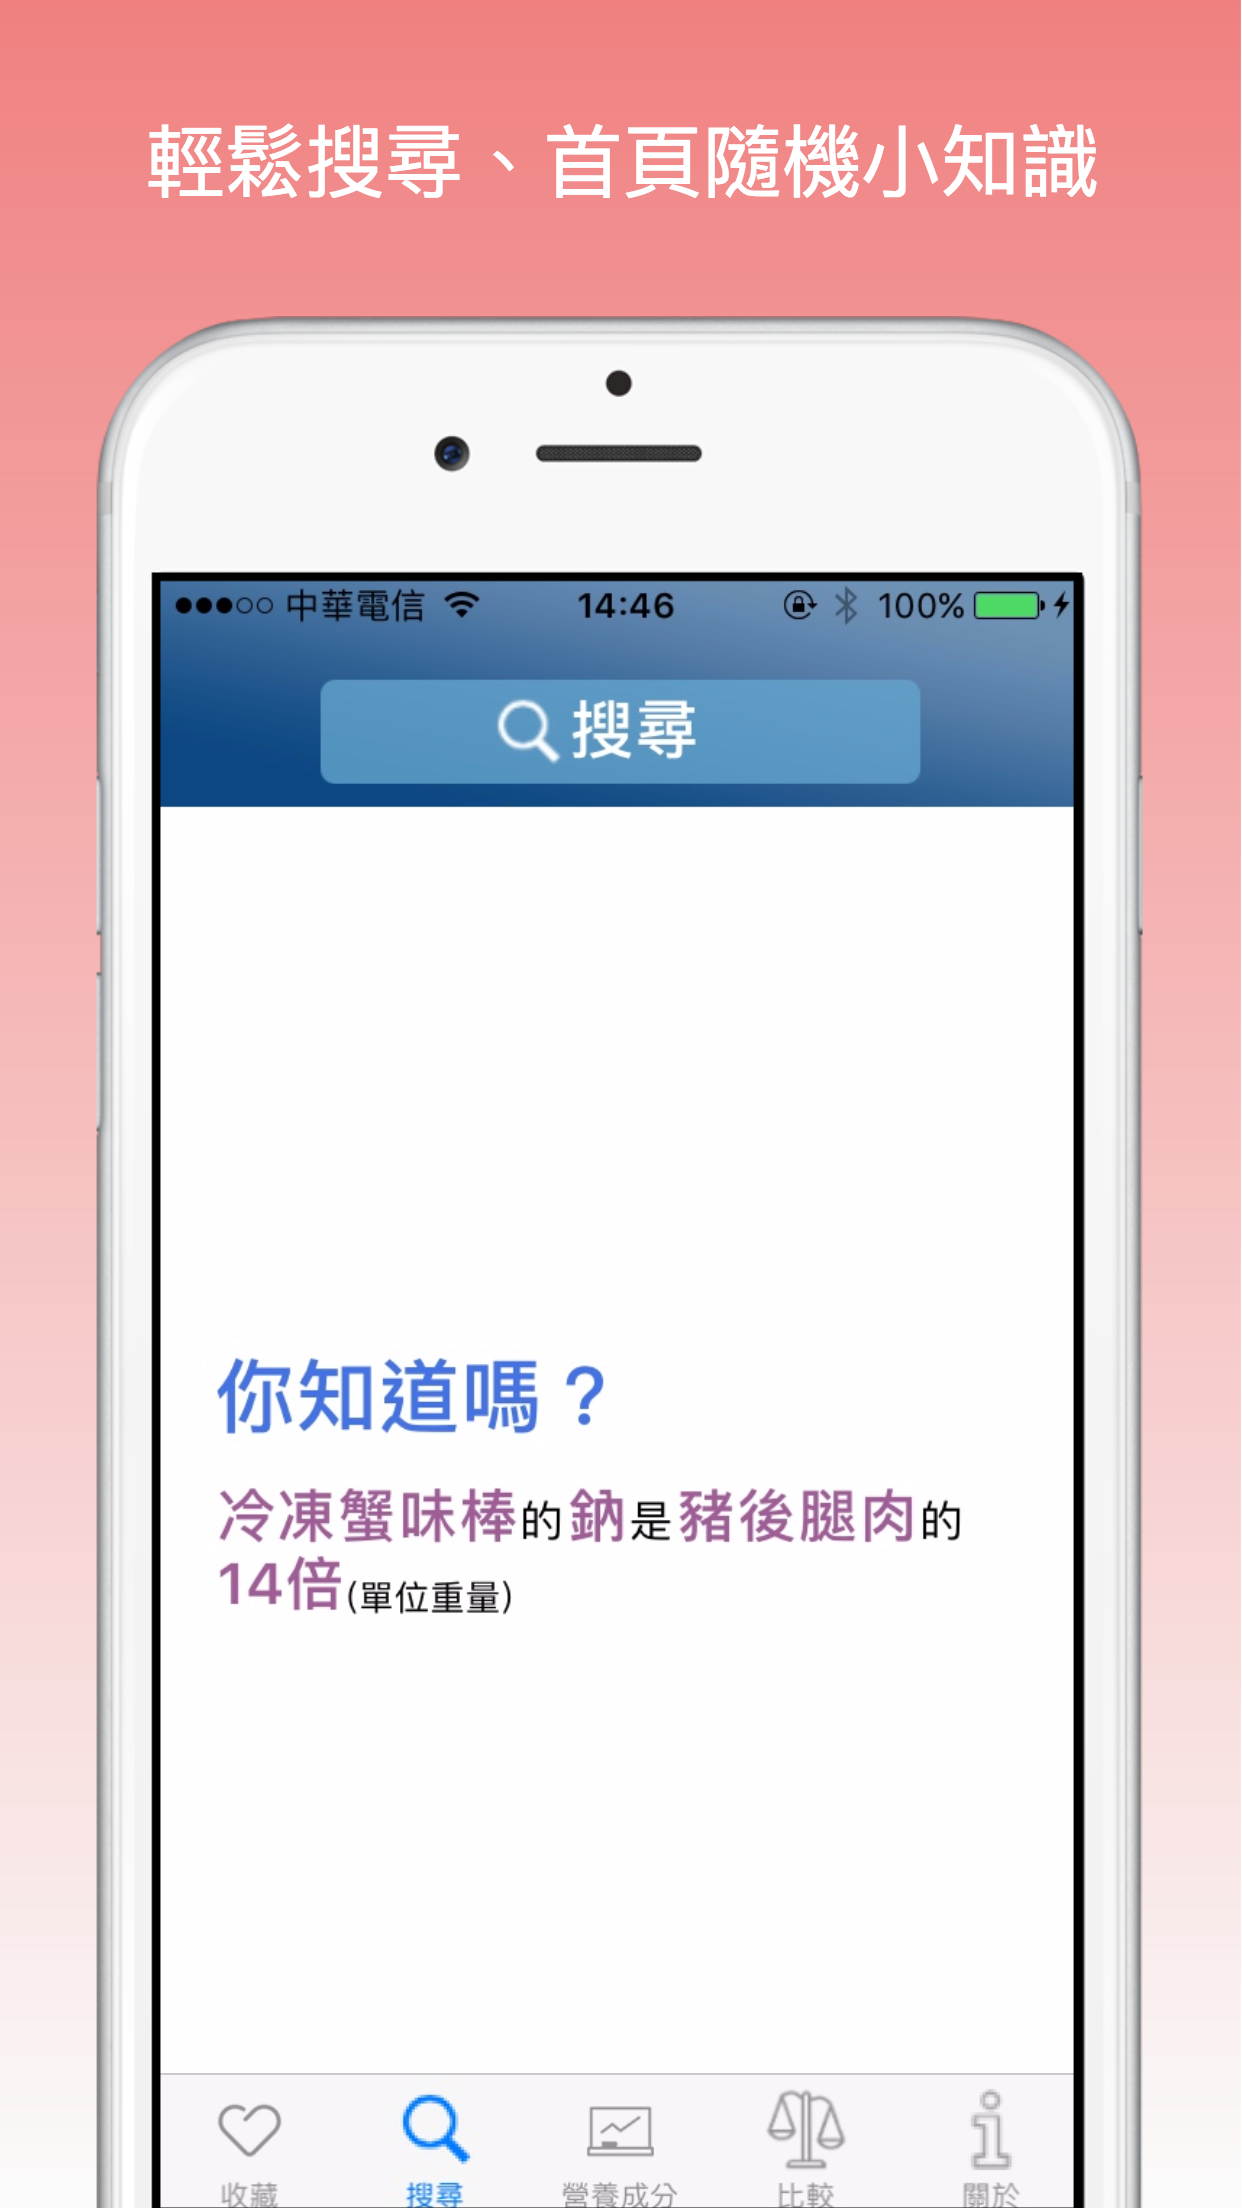 輕鬆搜尋、首頁隨機小知識
中華電信 14:46 100%
搜尋
你知道嗎？
冷凍蟹味棒的鈉是豬後腿肉的
14倍(單位重量)
收藏 搜尋 營養成分 比較 關於